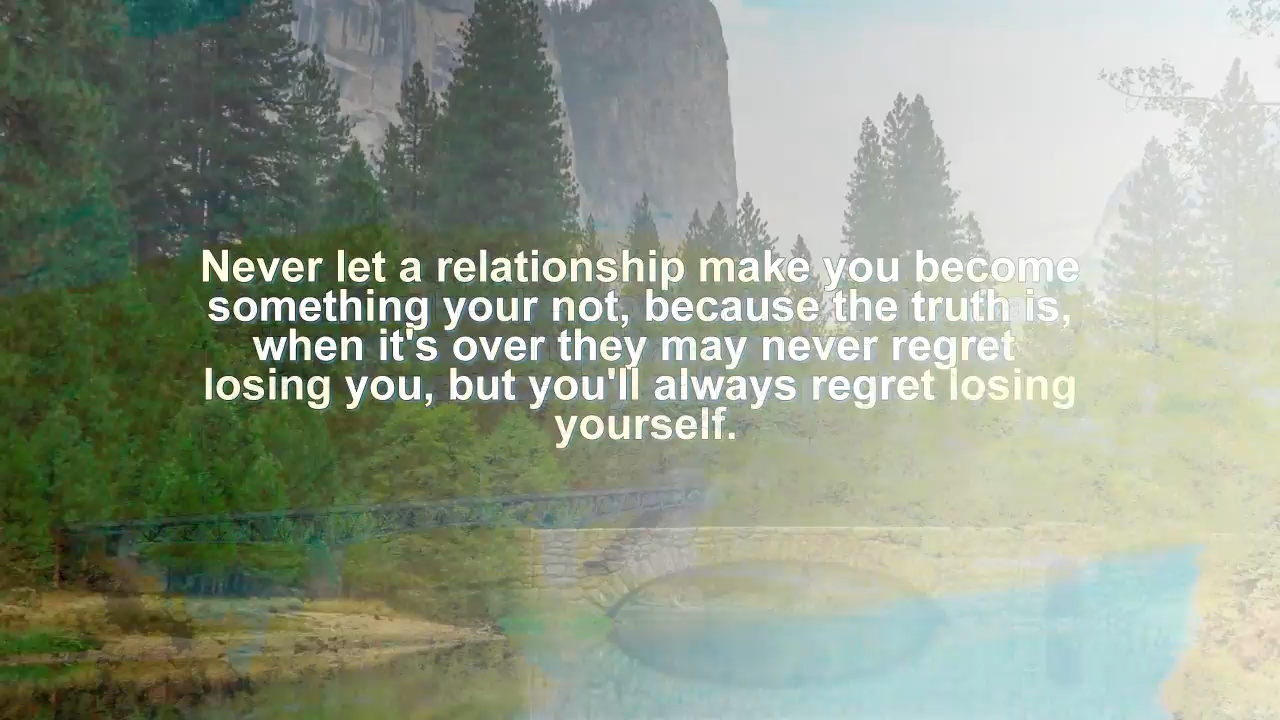 Never let a relationship make you become
something your not, because the truth is,
when it's over they may never regret
losing you, but you'll always regret losing
yourself.